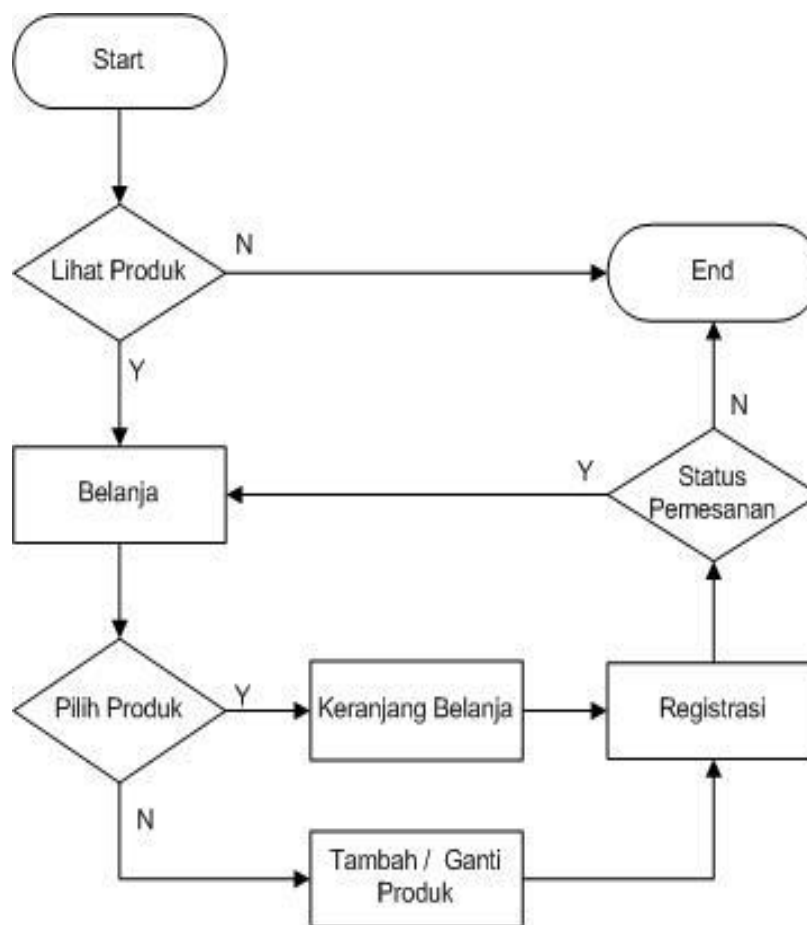 Start
Lihat Produk
N
End
Y
Belanja
Y
Status
Pemesanan
N
Pilih Produk
Y
Keranjang Belanja
Registrasi
N
Tambah / Ganti
Produk